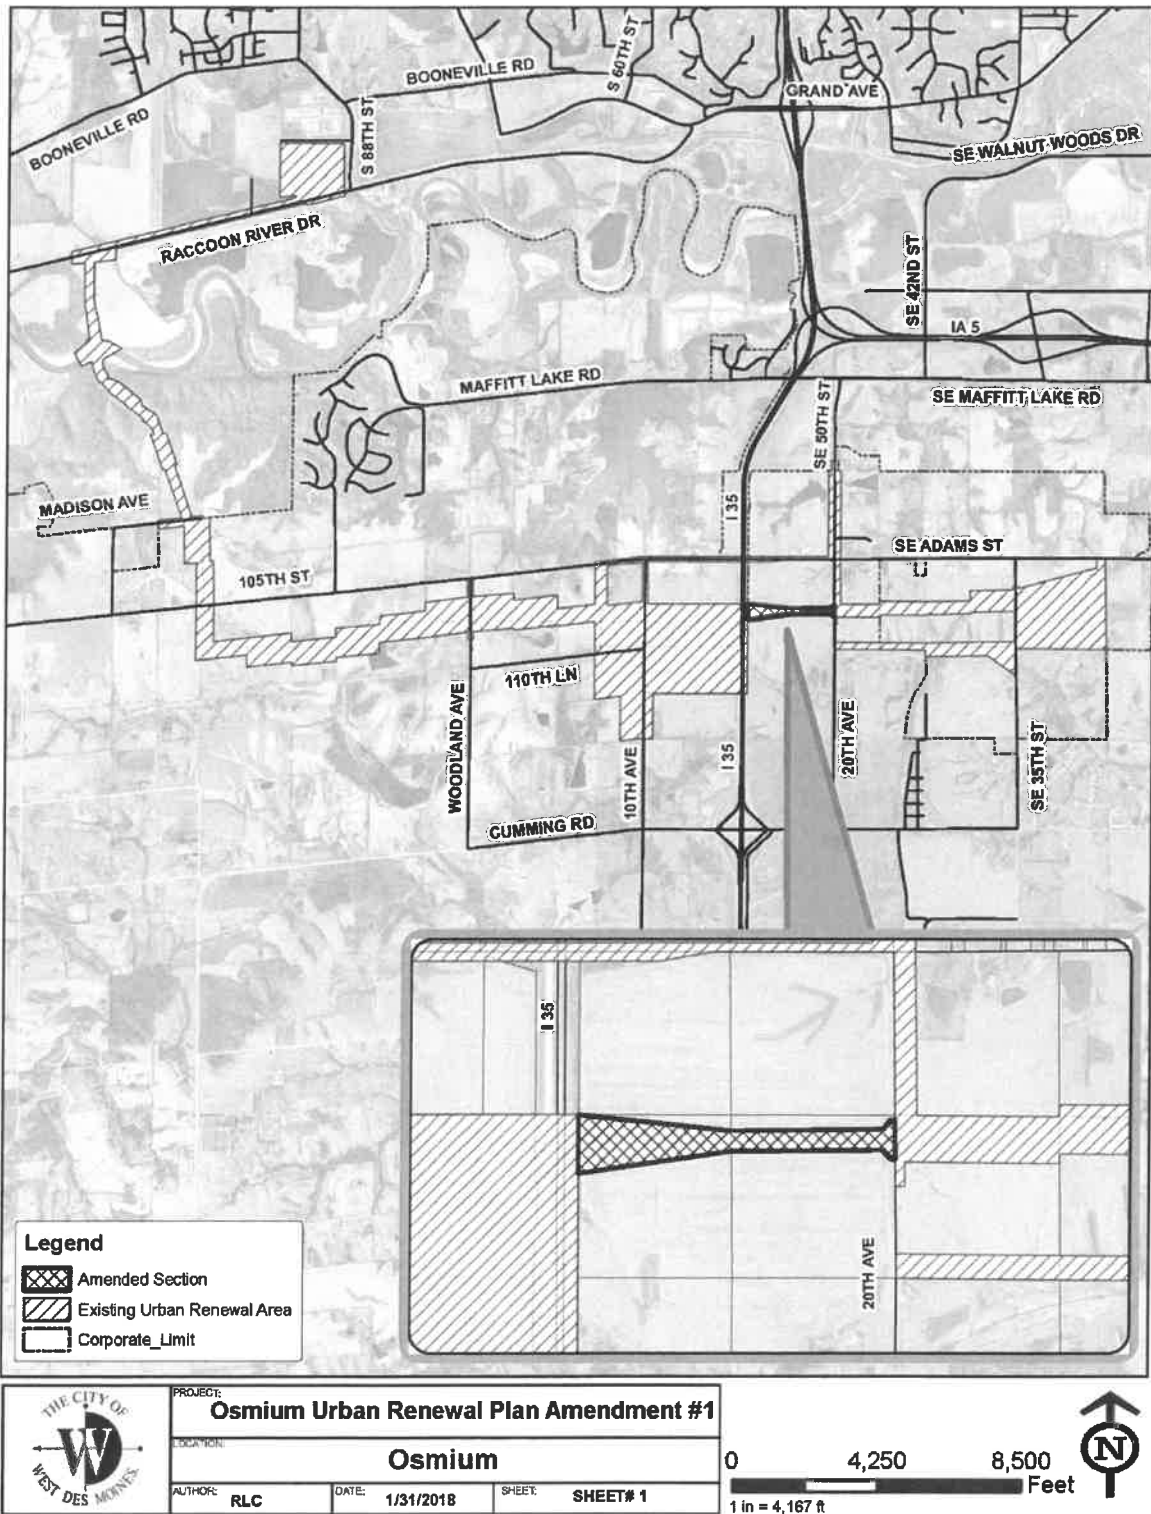 BOONEVILLE RD
S 60TH ST
BOONEVILLE RD
S 88TH ST
GRAND AVE
SE WALNUT WOODS DR
RACCOON RIVER DR
SE 42ND ST
IA 5
MAFFITT LAKE RD
SE MAFFITT LAKE RD
SE 50TH ST
MADISON AVE
I 35
SE ADAMS ST
105TH ST
110TH LN
WOODLAND AVE
10TH AVE
I 35
20TH AVE
SE 35TH ST
CUMMING RD
I 35
20TH AVE
Legend
Amended Section
Existing Urban Renewal Area
Corporate_Limit
THE CITY OF
W
WEST DES MOINES
PROJECT:
Osmium Urban Renewal Plan Amendment #1
LOCATION:
Osmium
AUTHOR: RLC
DATE: 1/31/2018
SHEET: SHEET# 1
0 4,250 8,500
Feet
1 in = 4,167 ft
N